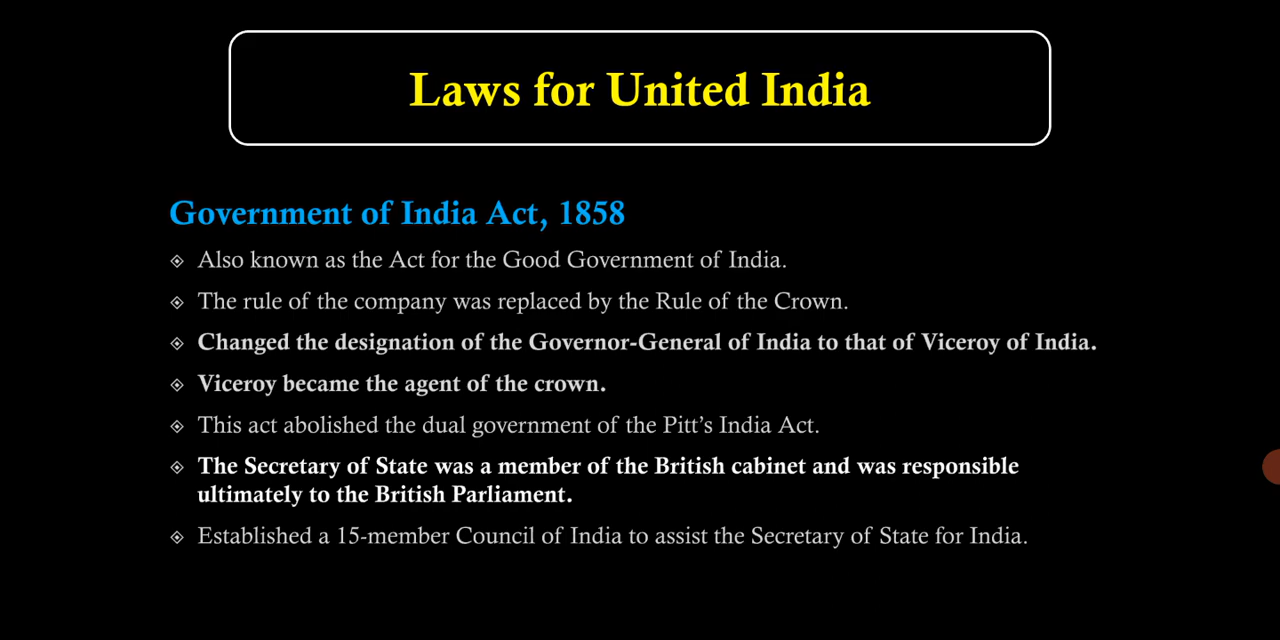 Laws for United India
Government of India Act, 1858
Also known as the Act for the Good Government of India.
The rule of the company was replaced by the Rule of the Crown.
Changed the designation of the Governor-General of India to that of Viceroy of India.
Viceroy became the agent of the crown.
This act abolished the dual government of the Pitt’s India Act.
The Secretary of State was a member of the British cabinet and was responsible
ultimately to the British Parliament.
Established a 15-member Council of India to assist the Secretary of State for India.